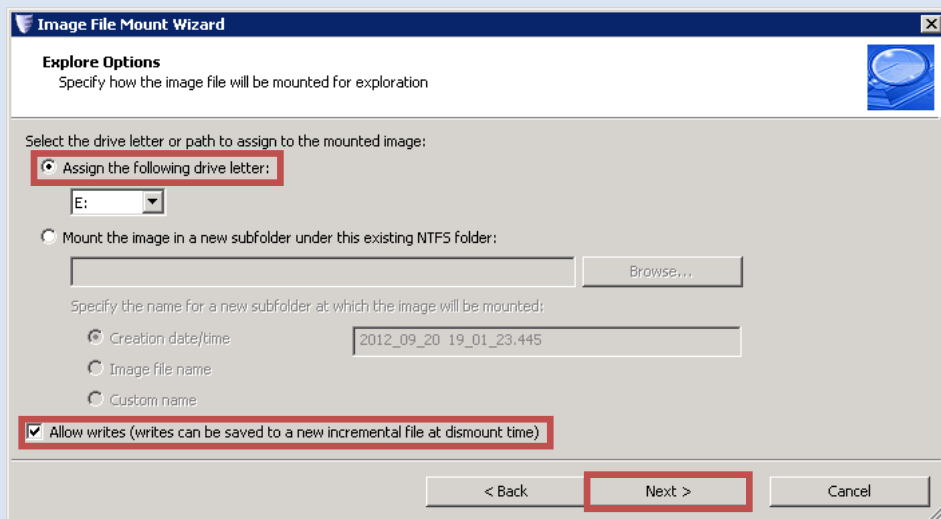 Image File Mount Wizard
Explore Options
Specify how the image file will be mounted for exploration
Select the drive letter or path to assign to the mounted image:
Assign the following drive letter:
E:
Mount the image in a new subfolder under this existing NTFS folder:
Browse...
Specify the name for a new subfolder at which the image will be mounted:
Creation date/time 2012_09_20 19_01_23.445
Image file name
Custom name
Allow writes (writes can be saved to a new incremental file at dismount time)
< Back Next > Cancel